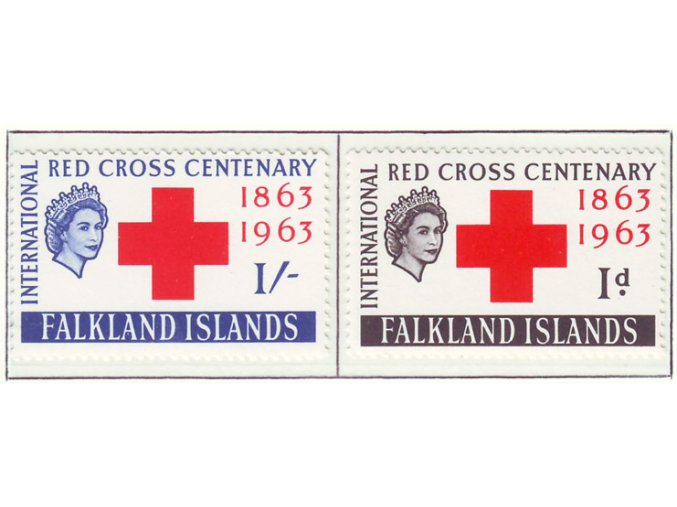 INTERNATIONAL
RED CROSS CENTENARY
1863
1963
1/-
FALKLAND ISLANDS
INTERNATIONAL
RED CROSS CENTENARY
1863
1963
1d.
FALKLAND ISLANDS